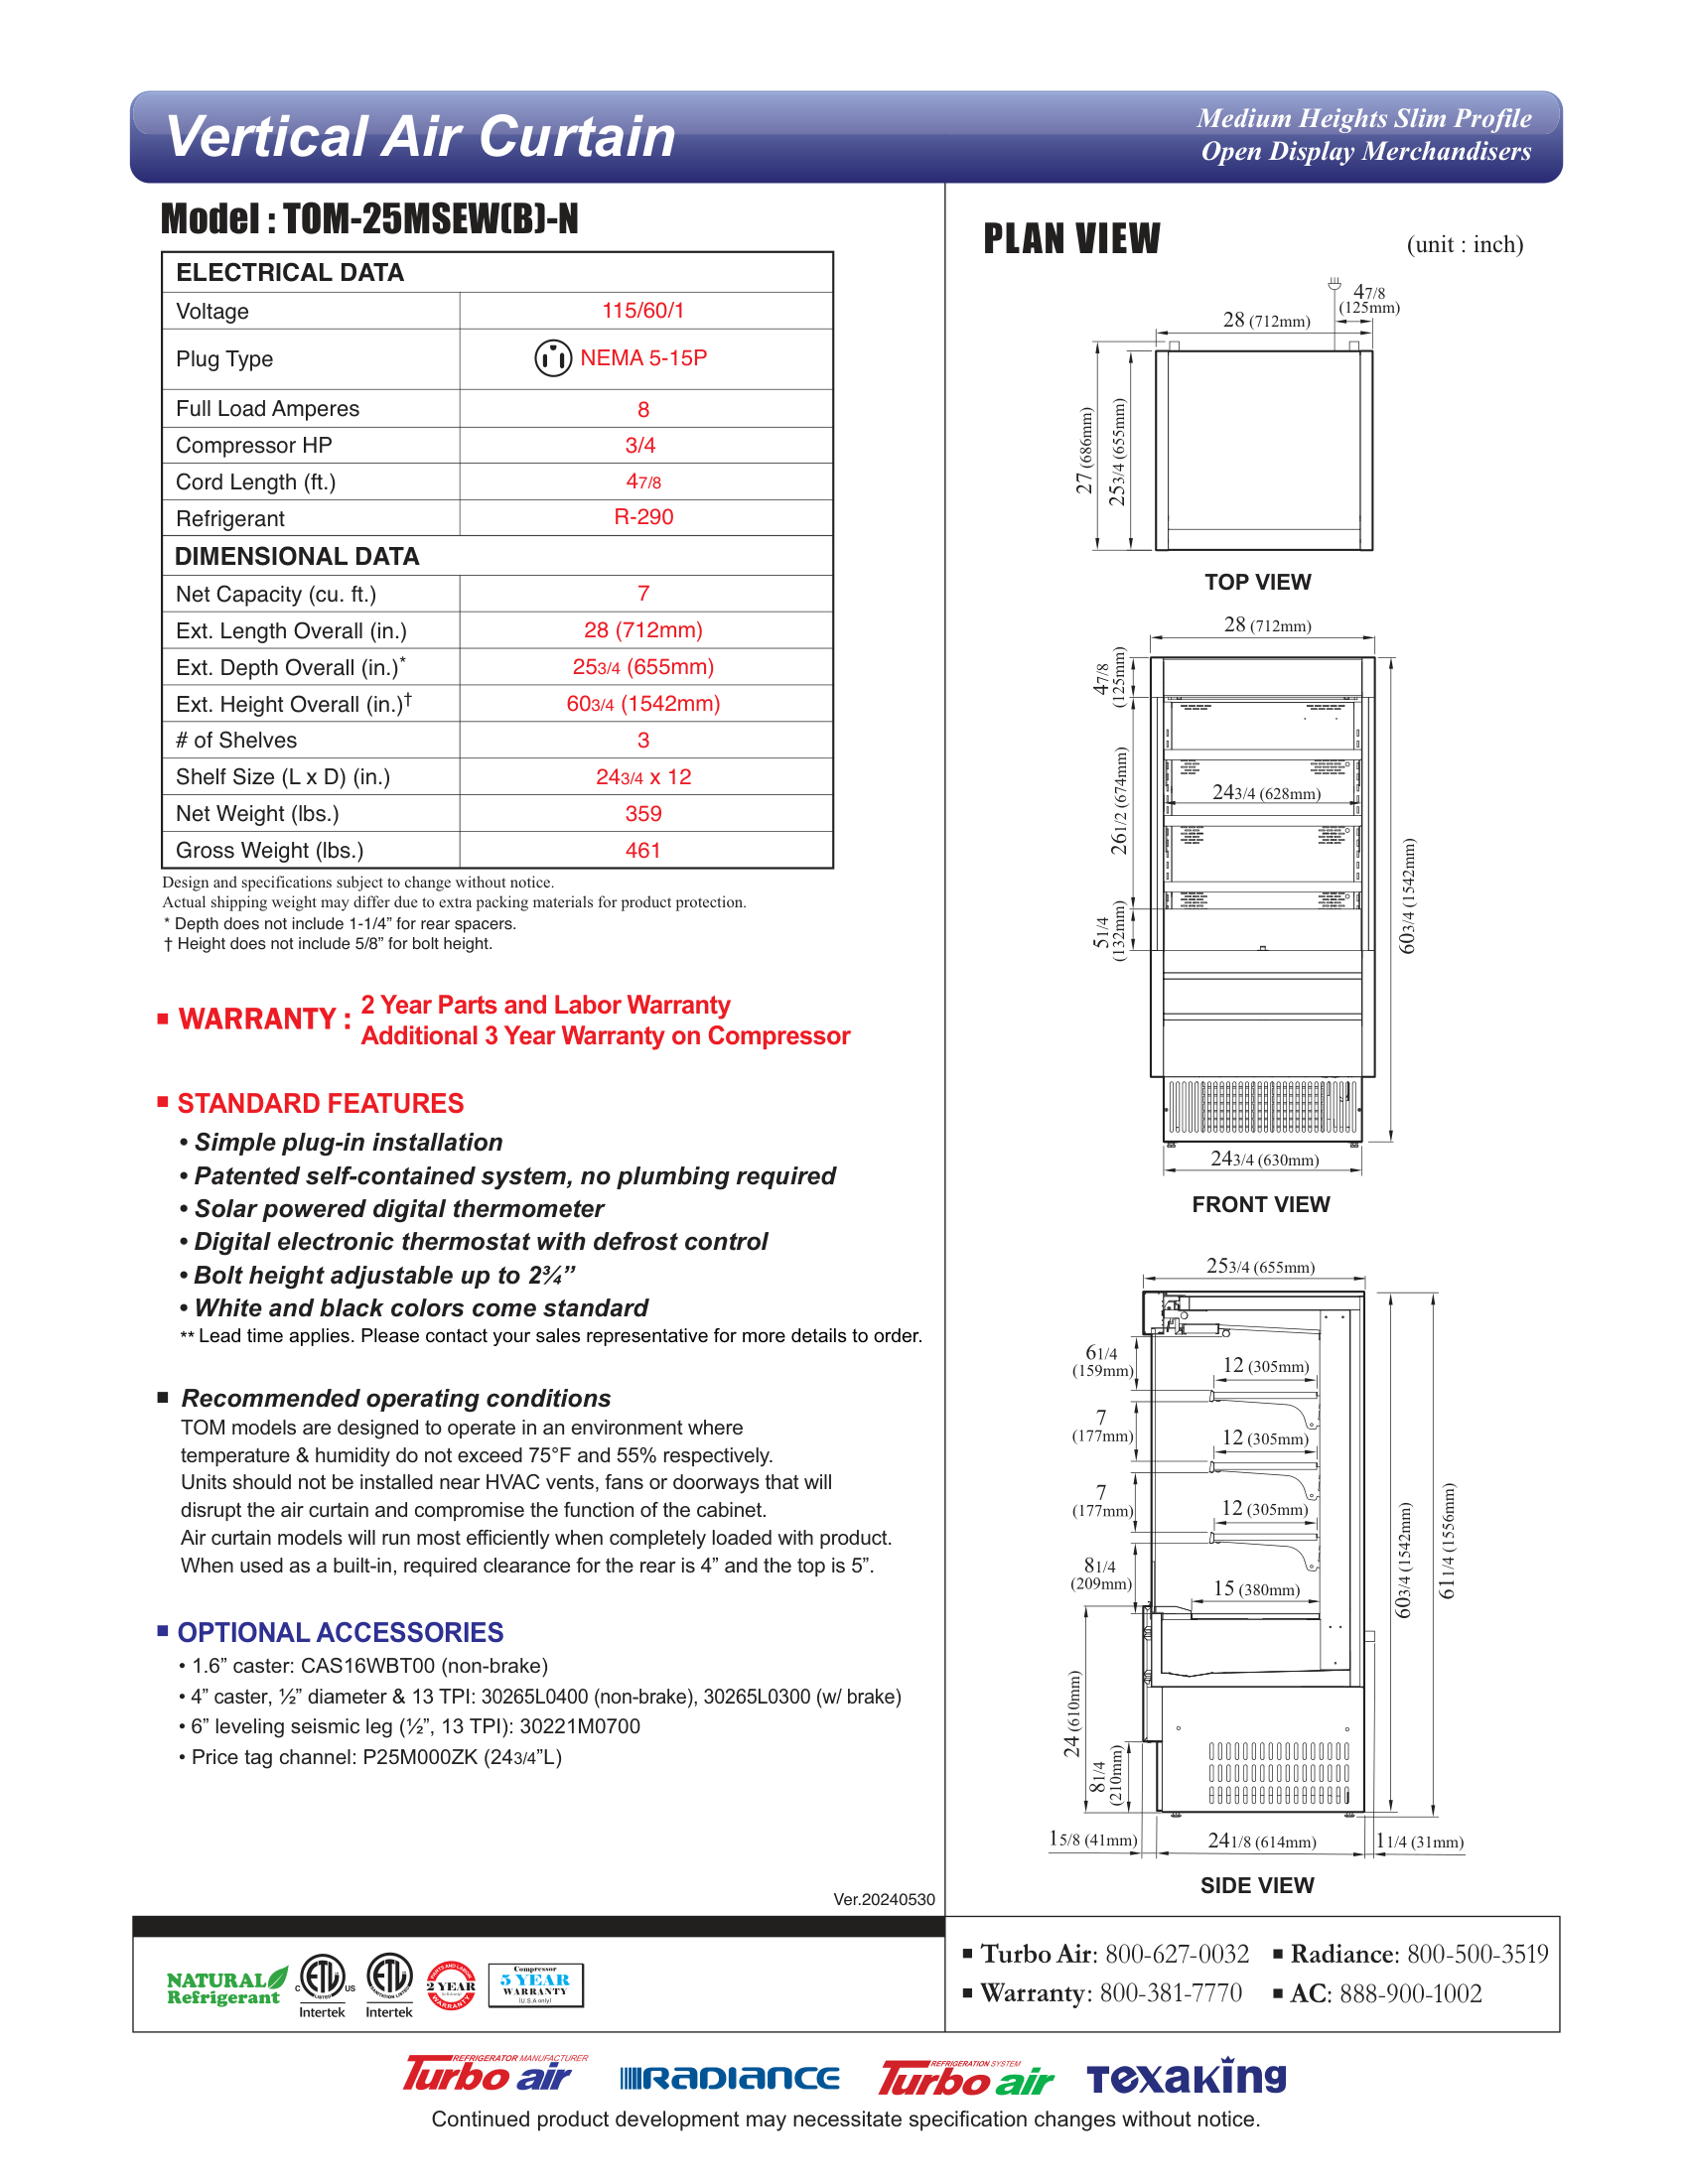 Vertical Air Curtain
Medium Heights Slim Profile
Open Display Merchandisers
Model : TOM-25MSEW(B)-N
ELECTRICAL DATA
Voltage 115/60/1
Plug Type NEMA 5-15P
Full Load Amperes 8
Compressor HP 3/4
Cord Length (ft.) 47/8
Refrigerant R-290
DIMENSIONAL DATA
Net Capacity (cu. ft.) 7
Ext. Length Overall (in.) 28 (712mm)
Ext. Depth Overall (in.)* 253/4 (655mm)
Ext. Height Overall (in.)† 603/4 (1542mm)
# of Shelves 3
Shelf Size (L x D) (in.) 243/4 x 12
Net Weight (lbs.) 359
Gross Weight (lbs.) 461
Design and specifications subject to change without notice.
Actual shipping weight may differ due to extra packing materials for product protection.
* Depth does not include 1-1/4” for rear spacers.
† Height does not include 5/8” for bolt height.
WARRANTY :
2 Year Parts and Labor Warranty
Additional 3 Year Warranty on Compressor
STANDARD FEATURES
• Simple plug-in installation
• Patented self-contained system, no plumbing required
• Solar powered digital thermometer
• Digital electronic thermostat with defrost control
• Bolt height adjustable up to 2¾”
• White and black colors come standard
** Lead time applies. Please contact your sales representative for more details to order.
Recommended operating conditions
TOM models are designed to operate in an environment where
temperature & humidity do not exceed 75°F and 55% respectively.
Units should not be installed near HVAC vents, fans or doorways that will
disrupt the air curtain and compromise the function of the cabinet.
Air curtain models will run most efficiently when completely loaded with product.
When used as a built-in, required clearance for the rear is 4” and the top is 5”.
OPTIONAL ACCESSORIES
• 1.6” caster: CAS16WBT00 (non-brake)
• 4” caster, ½” diameter & 13 TPI: 30265L0400 (non-brake), 30265L0300 (w/ brake)
• 6” leveling seismic leg (½”, 13 TPI): 30221M0700
• Price tag channel: P25M000ZK (243/4”L)
Ver.20240530
PLAN VIEW
(unit : inch)
47/8
(125mm)
28 (712mm)
27 (686mm)
253/4 (655mm)
TOP VIEW
28 (712mm)
47/8
(125mm)
261/2 (674mm)
243/4 (628mm)
51/4
(132mm)
603/4 (1542mm)
243/4 (630mm)
FRONT VIEW
253/4 (655mm)
61/4
(159mm)
12 (305mm)
7
(177mm)
12 (305mm)
7
(177mm)
12 (305mm)
81/4
(209mm)
15 (380mm)
603/4 (1542mm)
611/4 (1556mm)
24 (610mm)
81/4
(210mm)
15/8 (41mm)
241/8 (614mm)
11/4 (31mm)
SIDE VIEW
NATURAL
Refrigerant
C ETL US
LISTED
Intertek
ETL
SANITATION LISTED
Intertek
PARTS AND LABOR
2 YEAR
WARRANTY
Compressor
5 YEAR
WARRANTY
(U.S.A only)
Turbo Air: 800-627-0032
Radiance: 800-500-3519
Warranty: 800-381-7770
AC: 888-900-1002
REFRIGERATOR MANUFACTURER
Turbo air
RADIANCE
REFRIGERATION SYSTEM
Turbo air
Texaking
Continued product development may necessitate specification changes without notice.